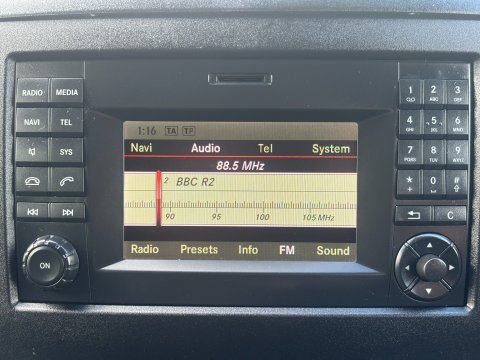 1:16 TA TP
Navi Audio Tel System
88.5 MHz
2 BBC R2
90 95 100 105 MHz
Radio Presets Info FM Sound
RADIO MEDIA
NAVI TEL
SYS
ON
1 2 ABC 3 DEF
4 GHI 5 JKL 6 MNO
7 PQRS 8 TUV 9 WXYZ
* 0 #
C